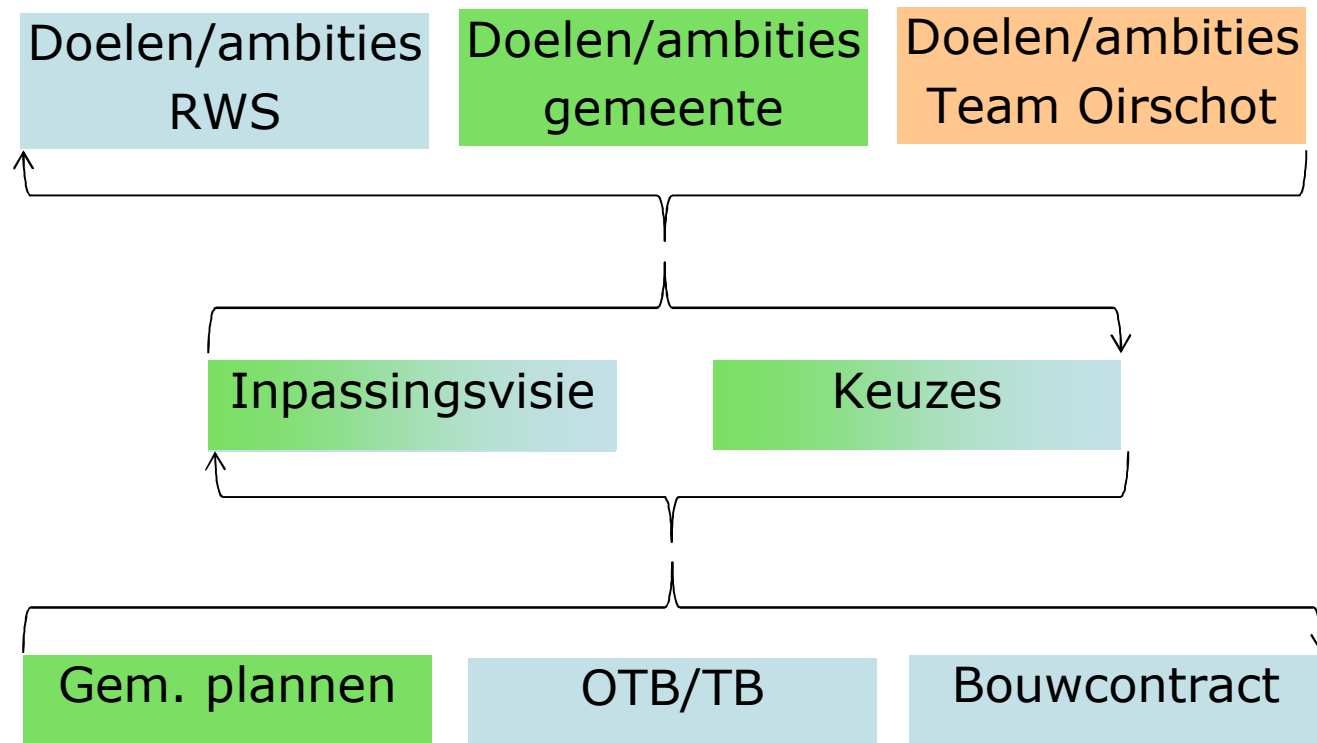 Doelen/ambities
RWS
Doelen/ambities
gemeente
Doelen/ambities
Team Oirschot
Inpassingsvisie
Keuzes
Gem. plannen
OTB/TB
Bouwcontract